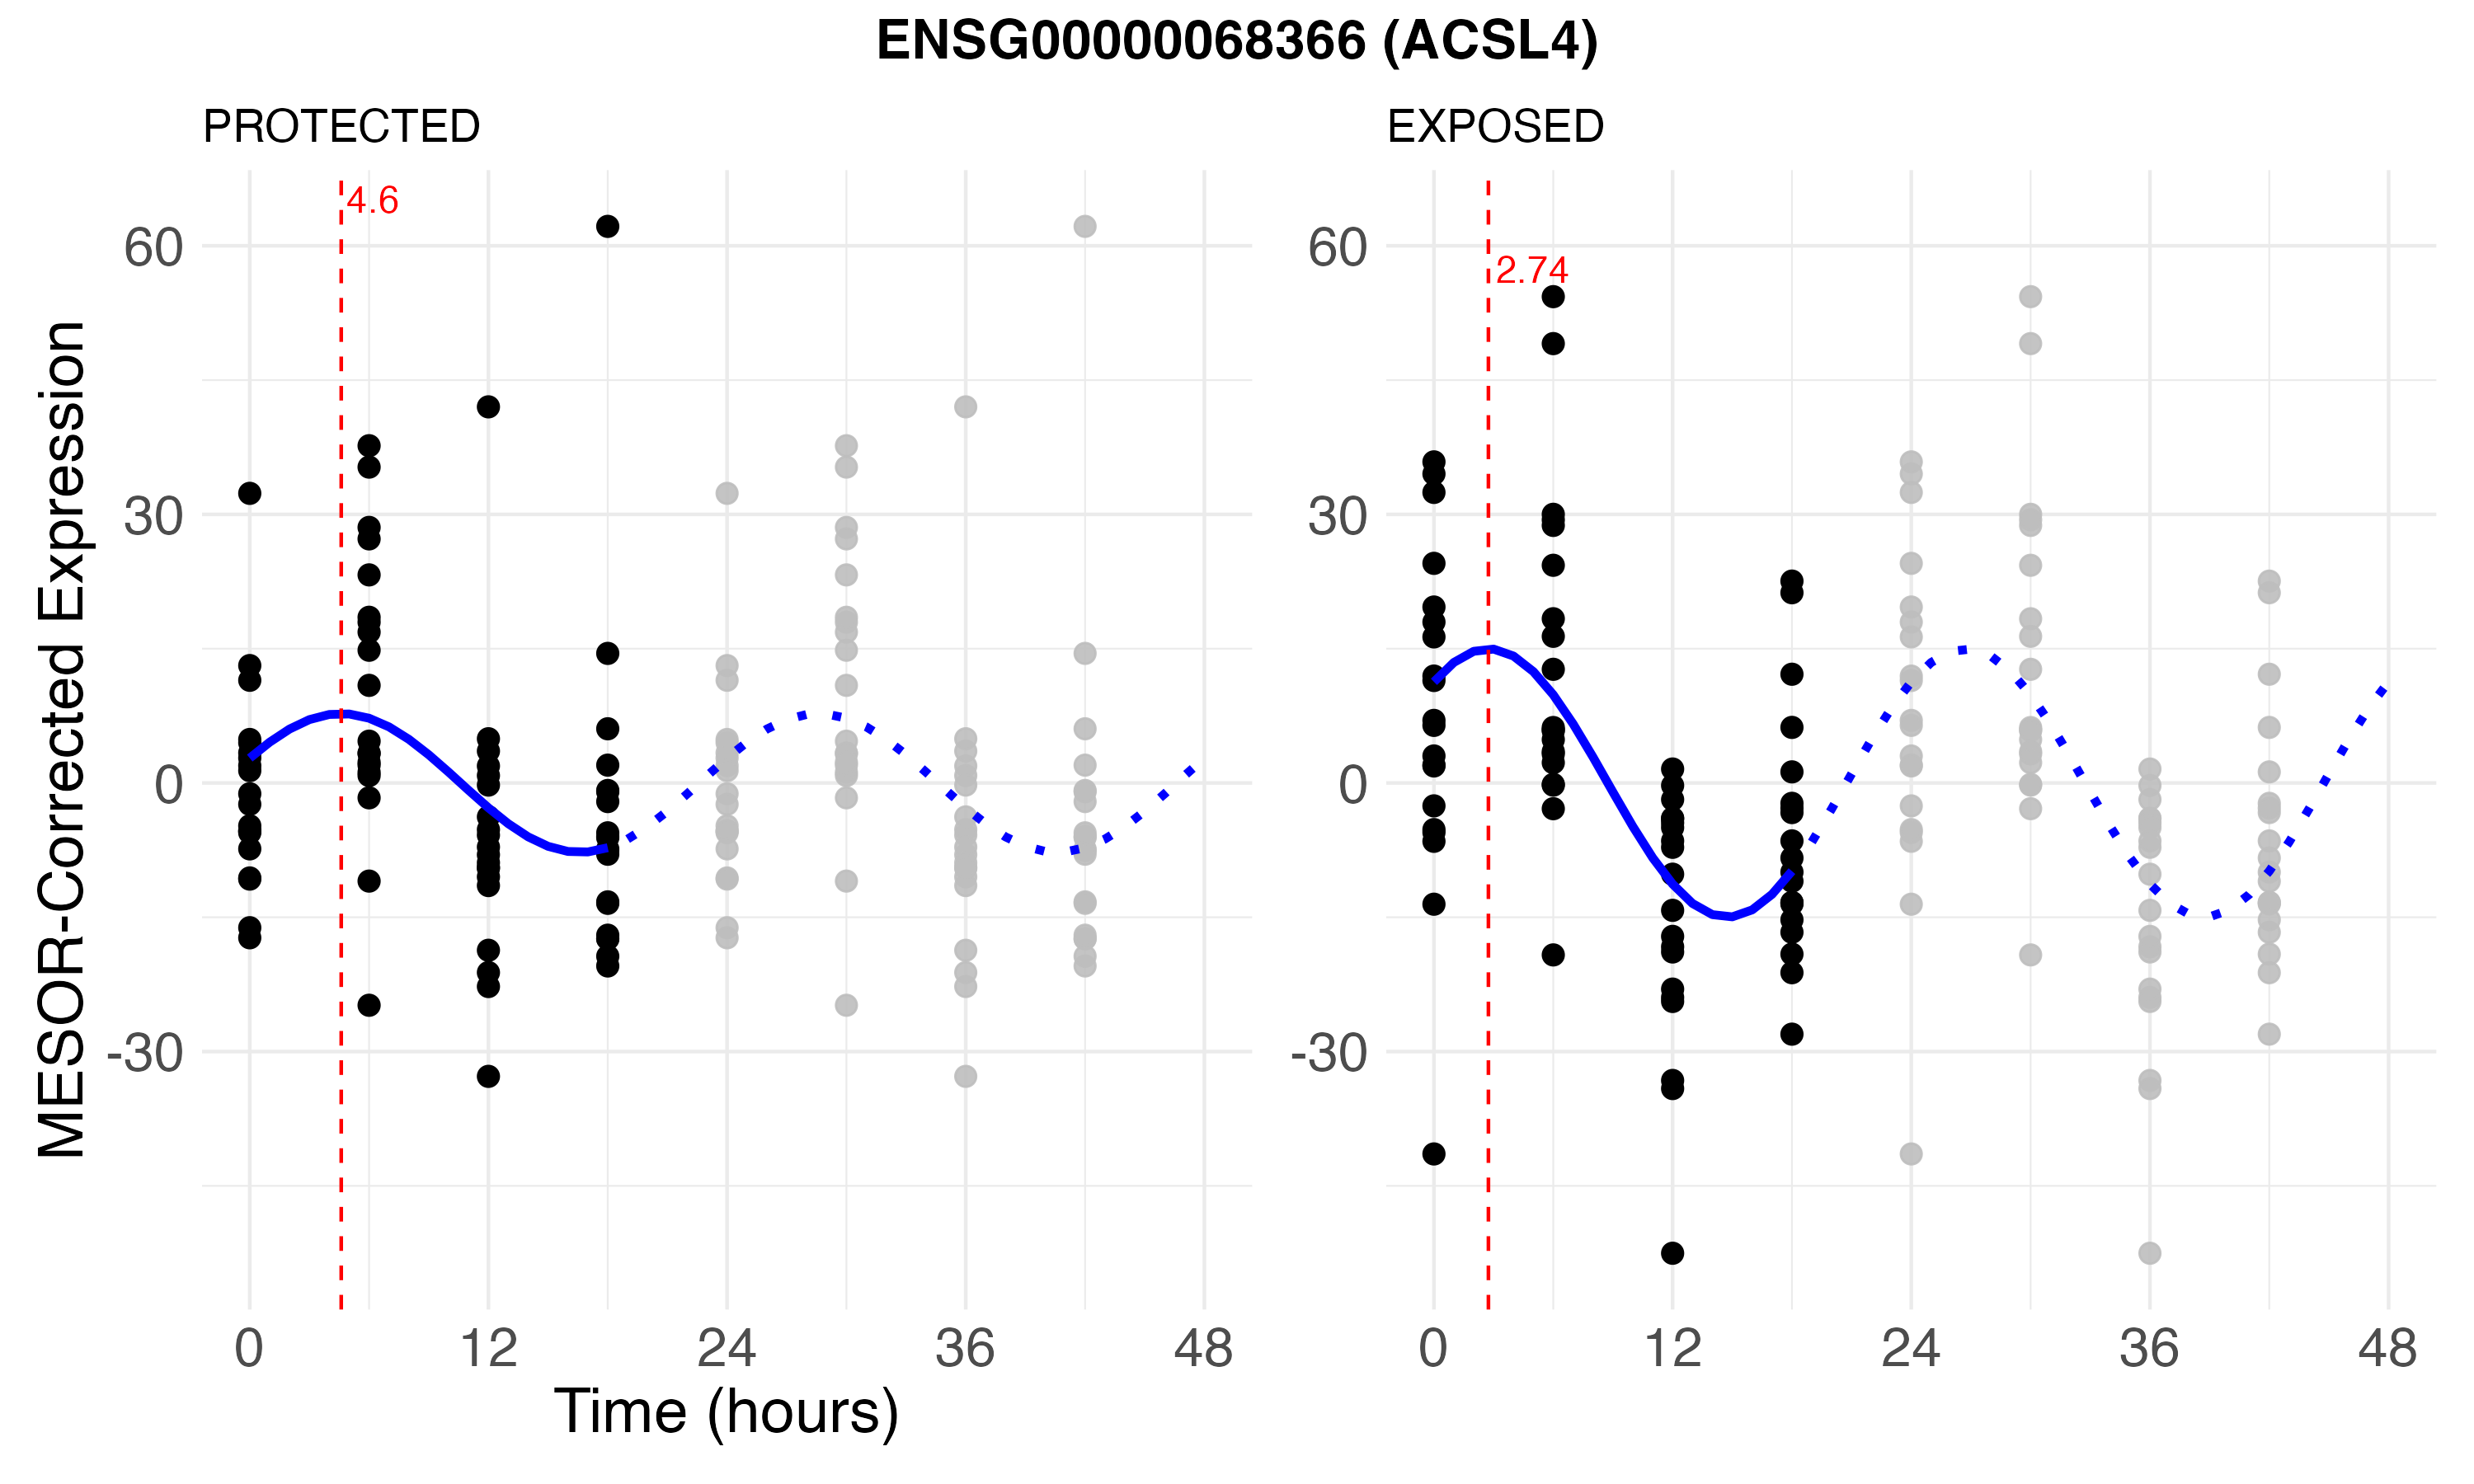 ENSG00000068366 (ACSL4)
PROTECTED
EXPOSED
MESOR-Corrected Expression
4.6
60
30
0
-30
0 12 24 36 48
2.74
60
30
0
-30
0 12 24 36 48
Time (hours)